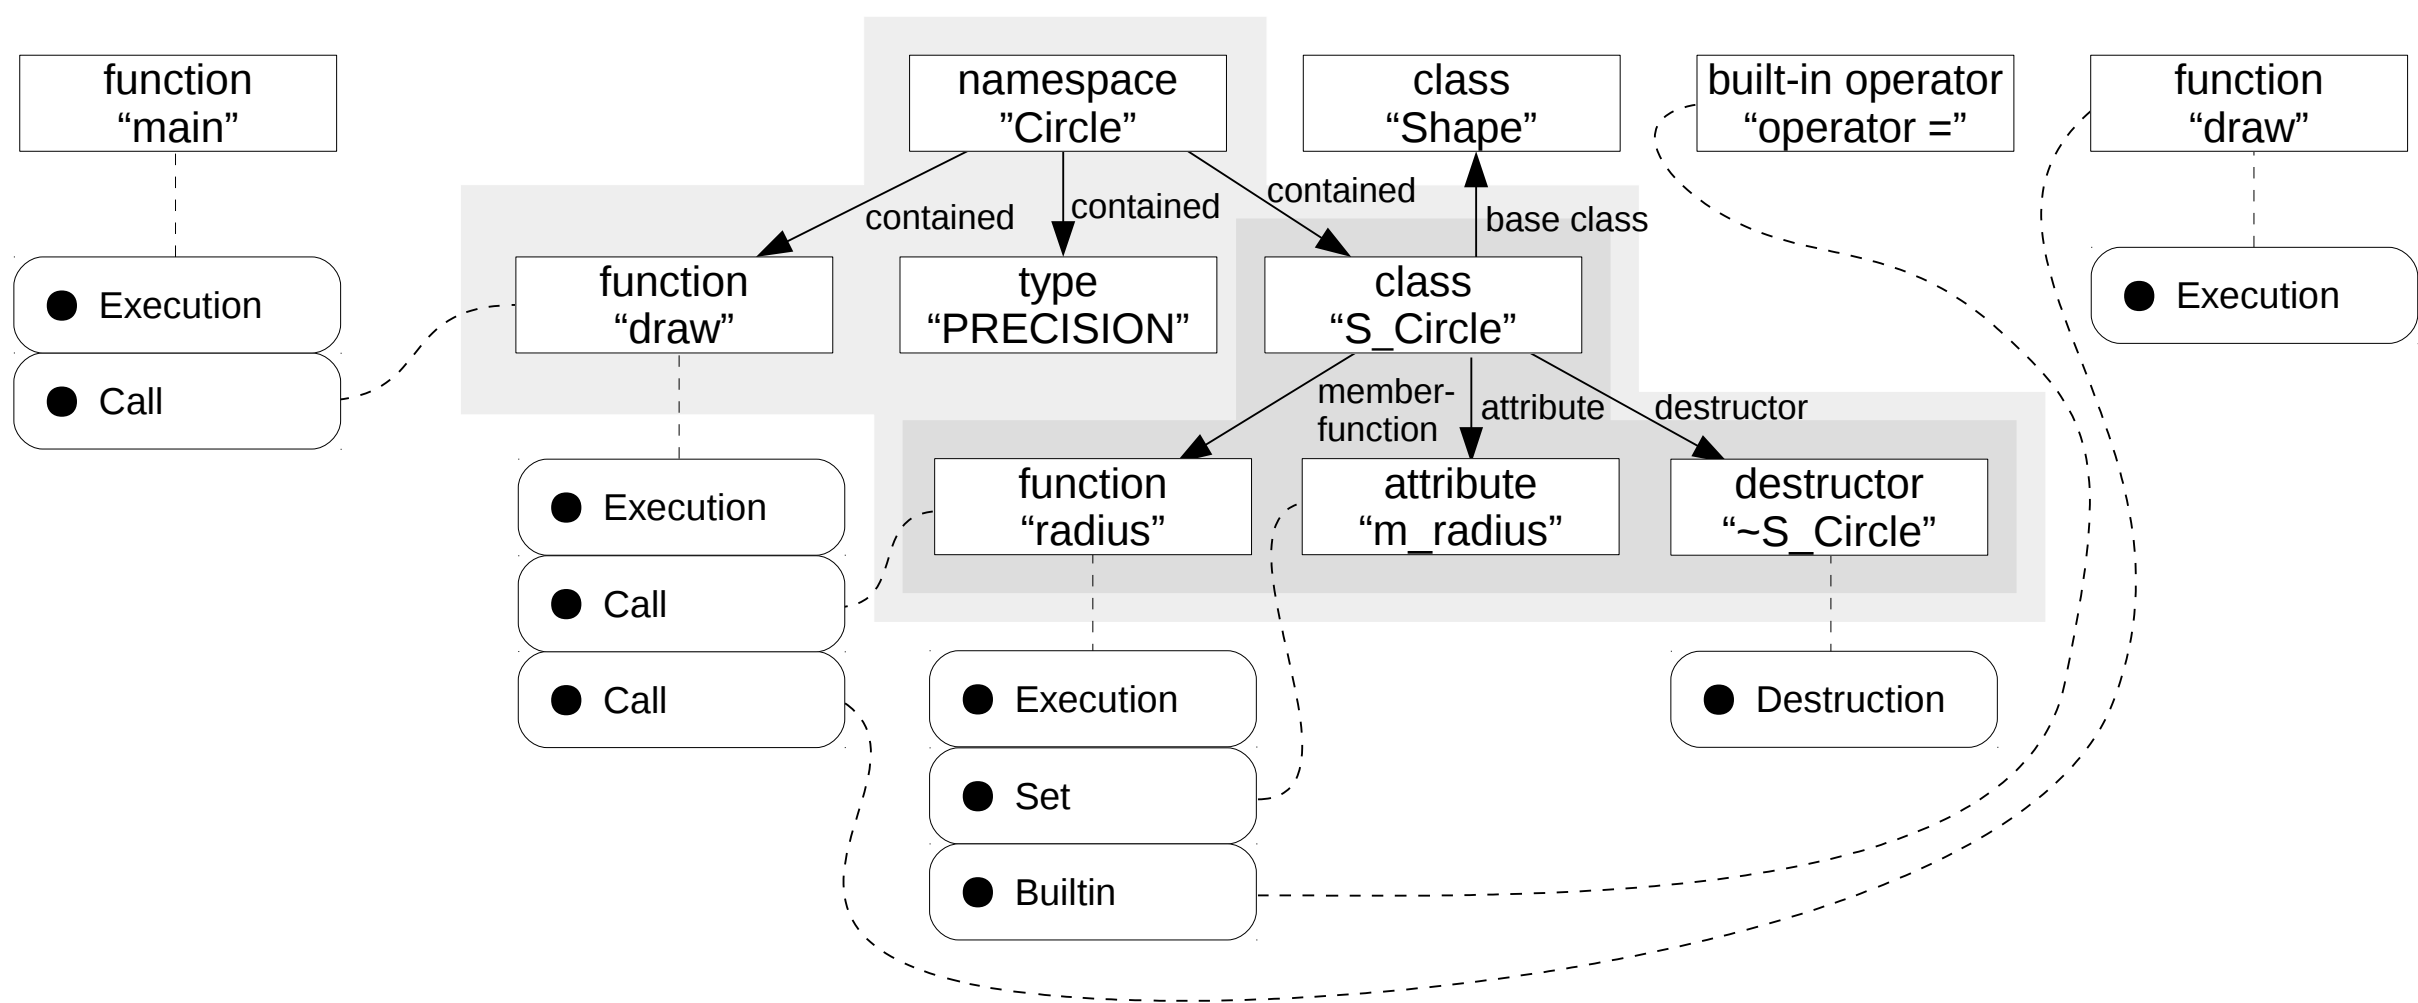 function
“main”
namespace
”Circle”
class
“Shape”
built-in operator
“operator =”
function
“draw”
contained
contained
contained
base class
function
“draw”
type
“PRECISION”
class
“S_Circle”
Execution
Call
Execution
member-
function
attribute
destructor
function
“radius”
attribute
“m_radius”
destructor
“~S_Circle”
Execution
Call
Call
Execution
Set
Builtin
Destruction